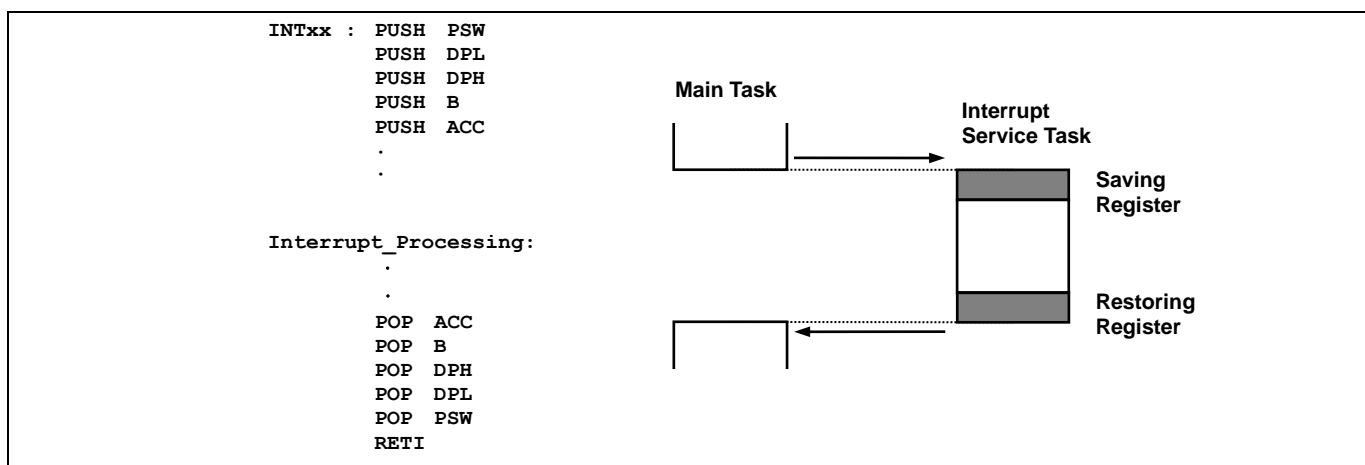 INTxx : PUSH PSW
PUSH DPL
PUSH DPH
PUSH B
PUSH ACC
.
.
Interrupt_Processing:
.
.
POP ACC
POP B
POP DPH
POP DPL
POP PSW
RETI
Main Task
Interrupt
Service Task
Saving
Register
Restoring
Register